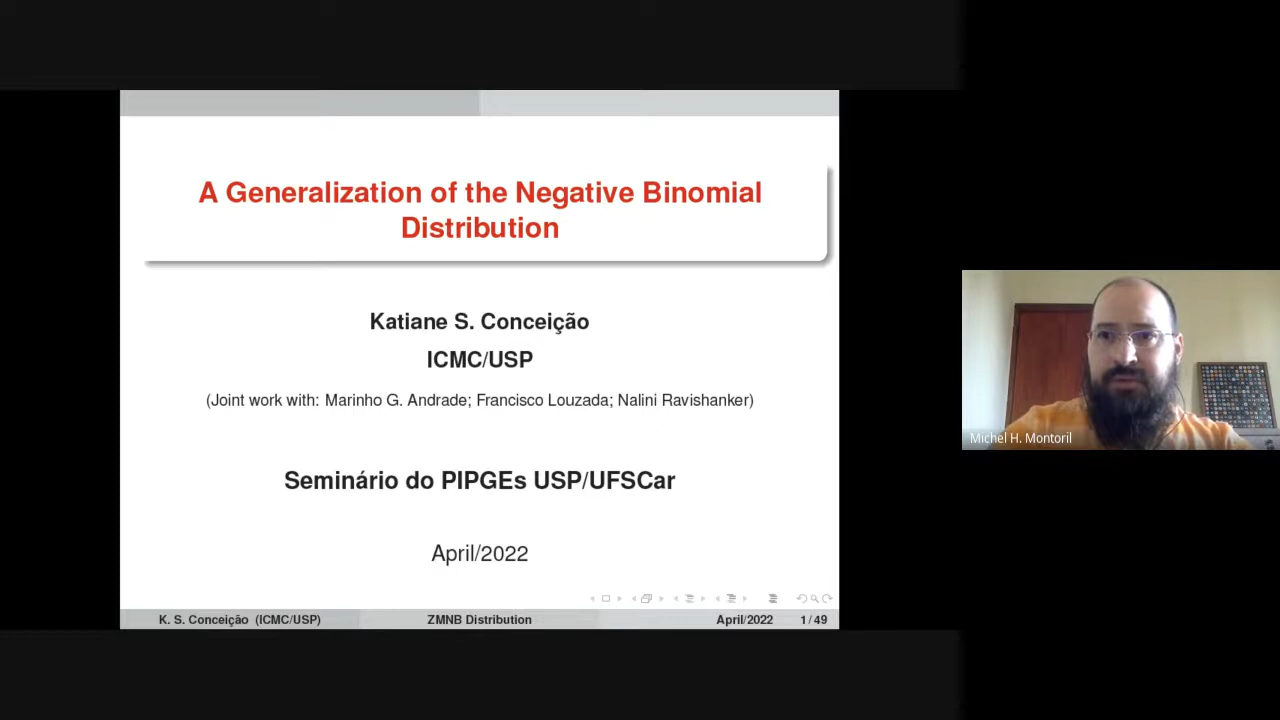 A Generalization of the Negative Binomial
Distribution
Katiane S. Conceição
ICMC/USP
(Joint work with: Marinho G. Andrade; Francisco Louzada; Nalini Ravishanker)
Seminário do PIPGEs USP/UFSCar
April/2022
K. S. Conceição (ICMC/USP) ZMNB Distribution April/2022 1 / 49
Michel H. Montoril